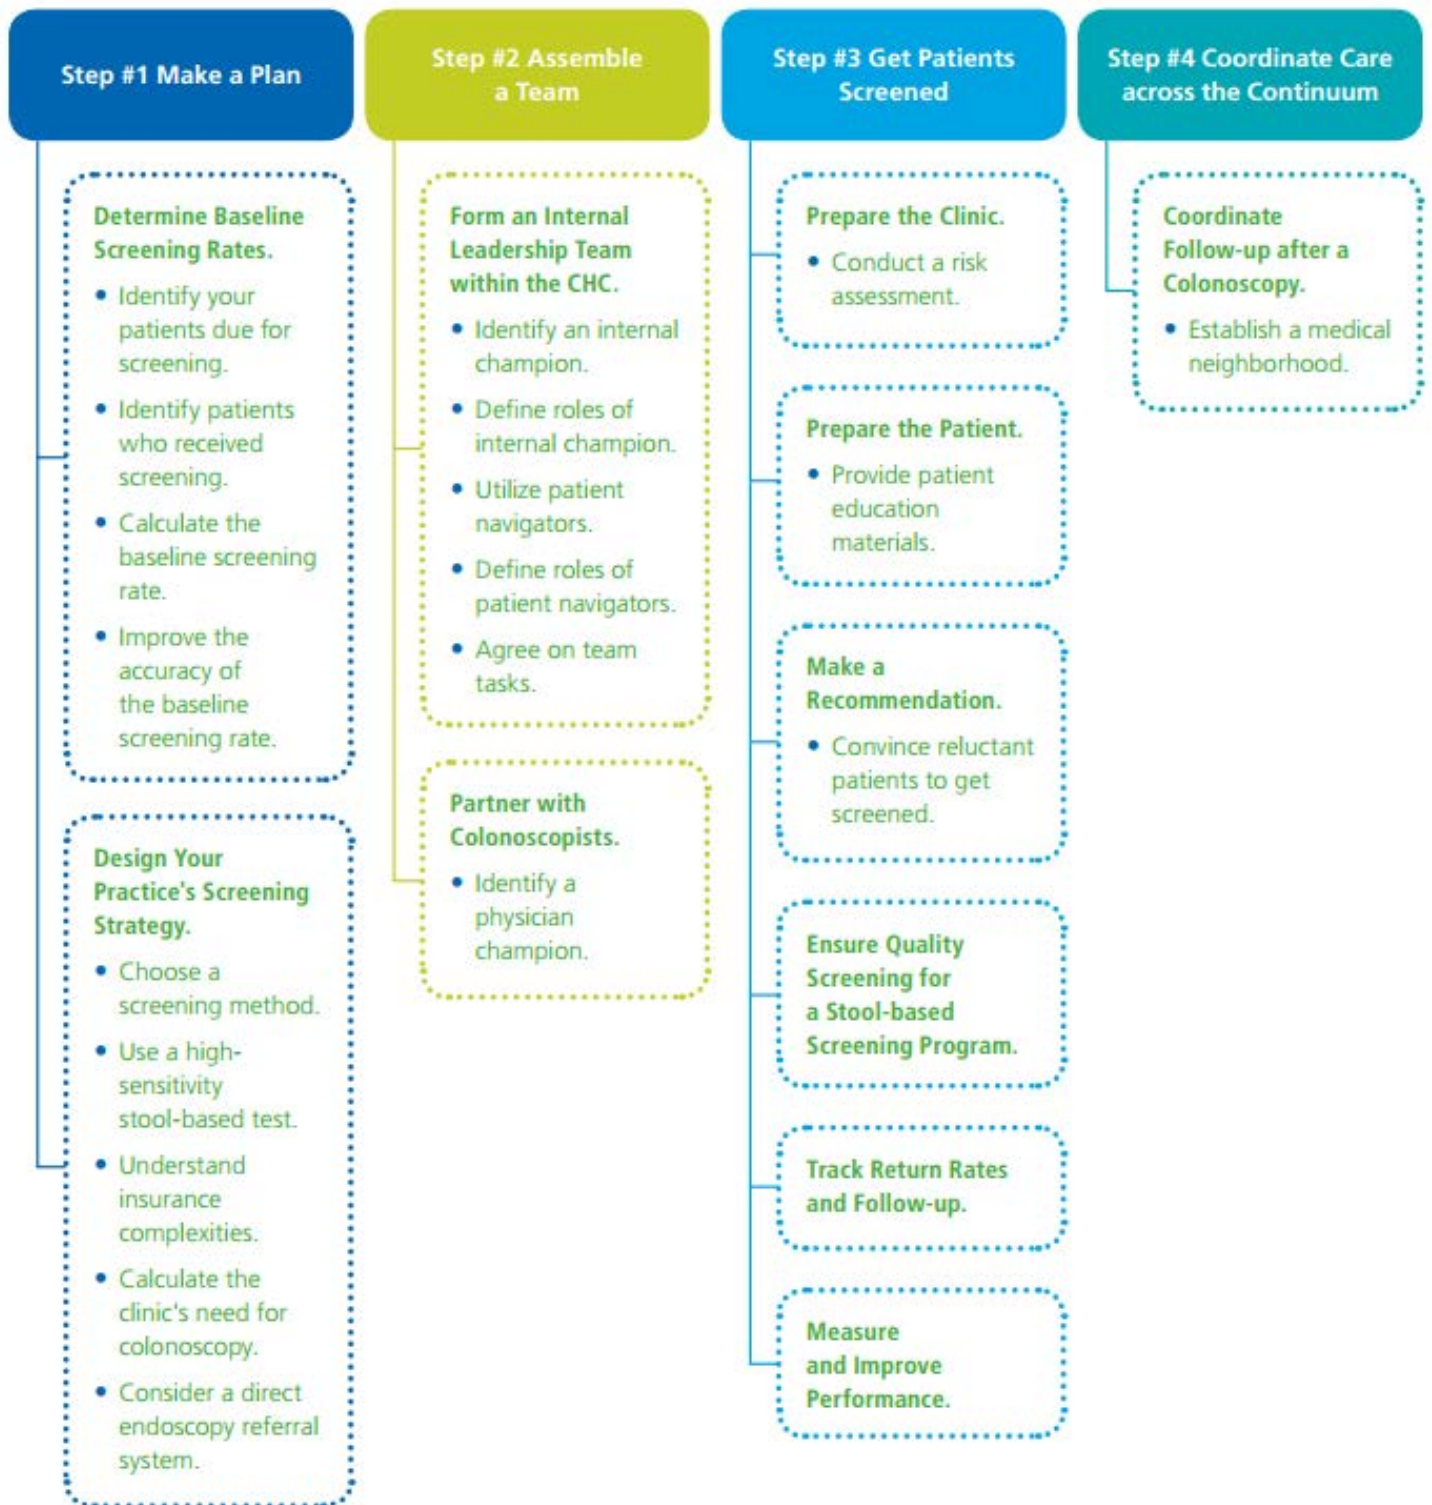 Step #1 Make a Plan
Determine Baseline
Screening Rates.
• Identify your
patients due for
screening.
• Identify patients
who received
screening.
• Calculate the
baseline screening
rate.
• Improve the
accuracy of
the baseline
screening rate.
Design Your
Practice's Screening
Strategy.
• Choose a
screening method.
• Use a high-
sensitivity
stool-based test.
• Understand
insurance
complexities.
• Calculate the
clinic's need for
colonoscopy.
• Consider a direct
endoscopy referral
system.
Step #2 Assemble
a Team
Form an Internal
Leadership Team
within the CHC.
• Identify an internal
champion.
• Define roles of
internal champion.
• Utilize patient
navigators.
• Define roles of
patient navigators.
• Agree on team
tasks.
Partner with
Colonoscopists.
• Identify a
physician
champion.
Step #3 Get Patients
Screened
Prepare the Clinic.
• Conduct a risk
assessment.
Prepare the Patient.
• Provide patient
education
materials.
Make a
Recommendation.
• Convince reluctant
patients to get
screened.
Ensure Quality
Screening for
a Stool-based
Screening Program.
Track Return Rates
and Follow-up.
Measure
and Improve
Performance.
Step #4 Coordinate Care
across the Continuum
Coordinate
Follow-up after a
Colonoscopy.
• Establish a medical
neighborhood.